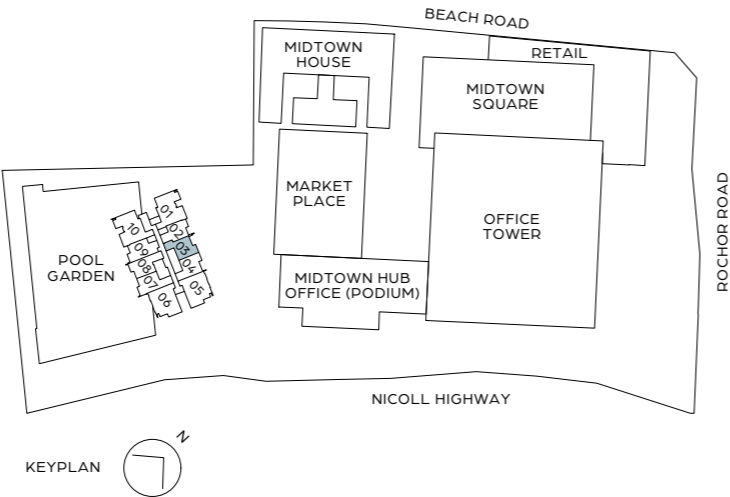 BEACH ROAD
MIDTOWN
HOUSE
RETAIL
MIDTOWN
SQUARE
MARKET
PLACE
OFFICE
TOWER
ROCHOR ROAD
POOL
GARDEN
01
02
03
04
05
10
09
08
07
06
MIDTOWN HUB
OFFICE (PODIUM)
NICOLL HIGHWAY
N
KEYPLAN